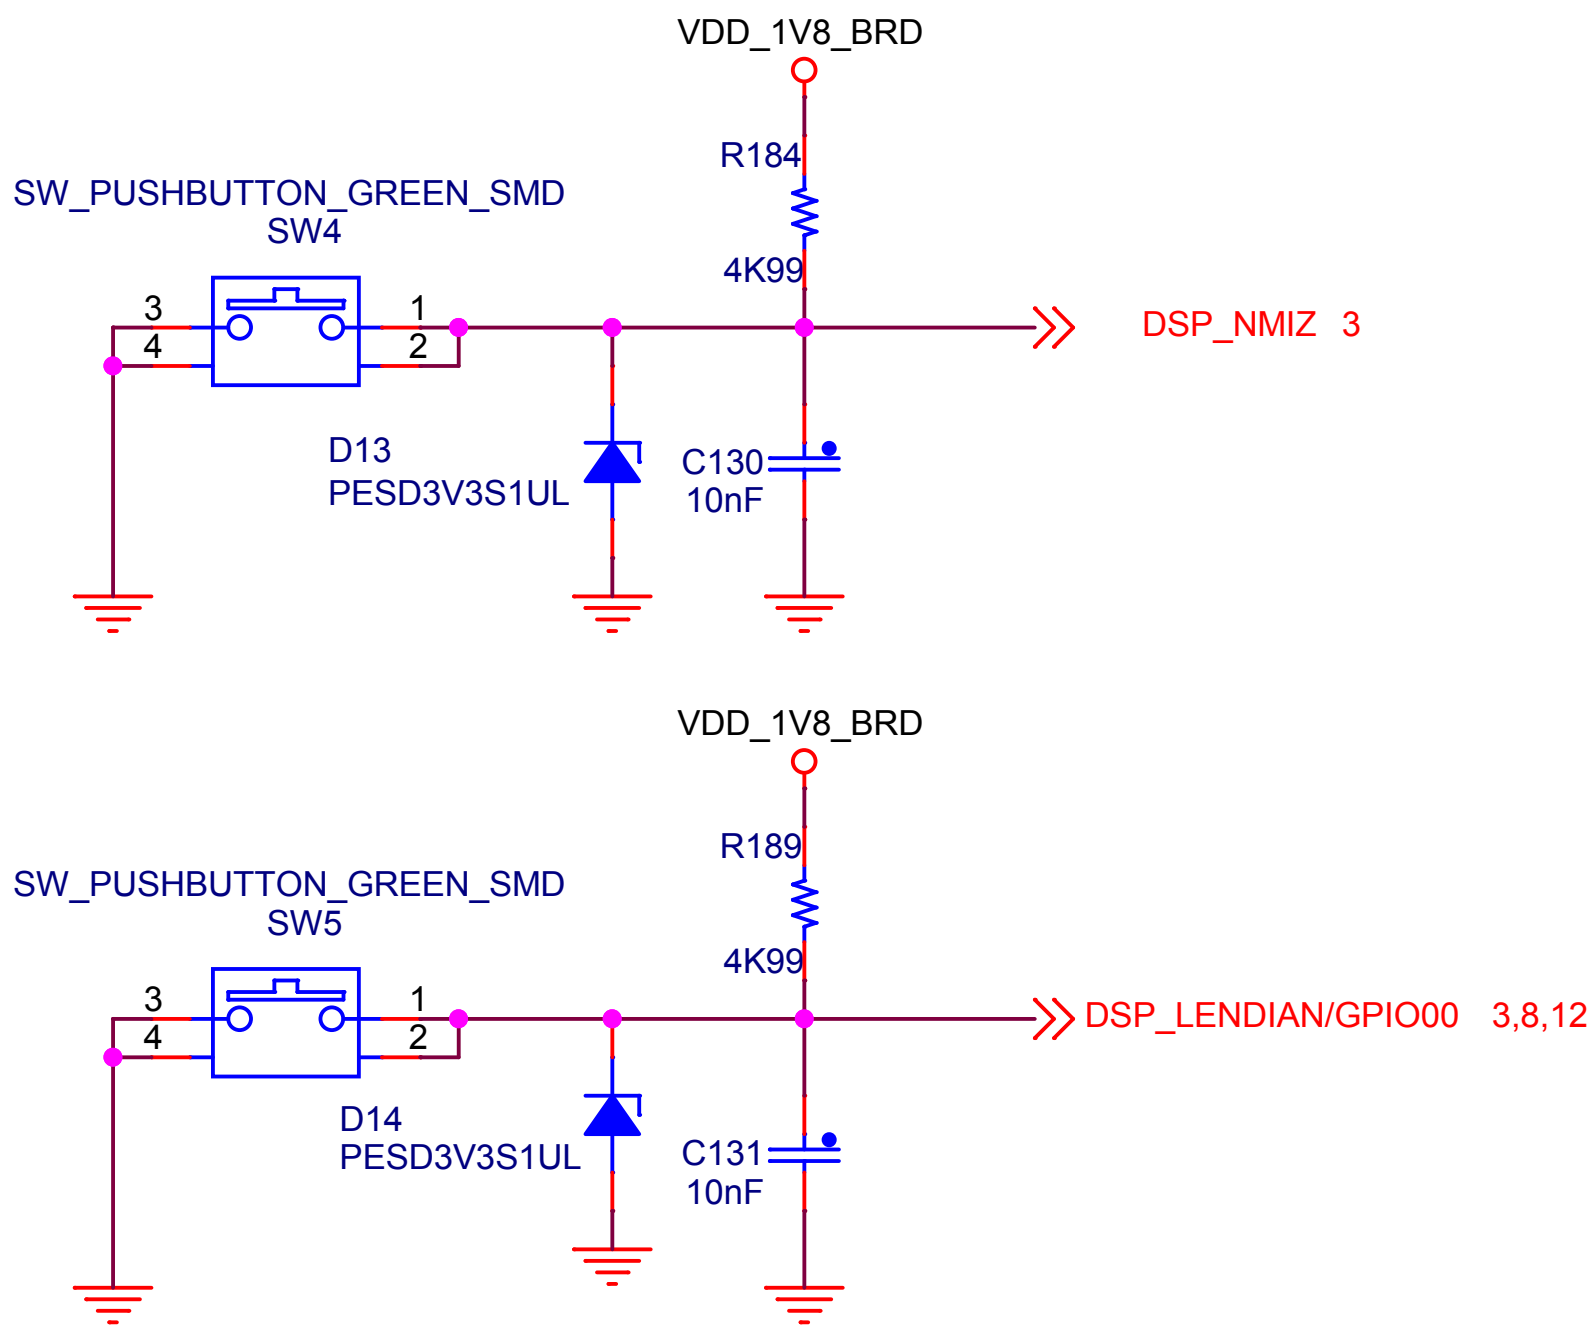 VDD_1V8_BRD
R184
SW_PUSHBUTTON_GREEN_SMD
SW4
4K99
3 1
4 2
DSP_NMIZ 3
D13
PESD3V3S1UL
C130
10nF
VDD_1V8_BRD
R189
SW_PUSHBUTTON_GREEN_SMD
SW5
4K99
3 1
4 2
DSP_LENDIAN/GPIO00 3,8,12
D14
PESD3V3S1UL
C131
10nF